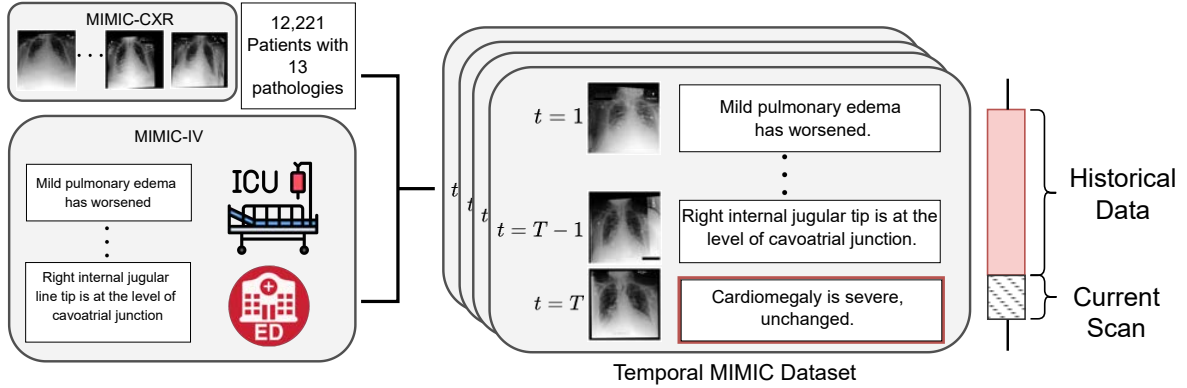 MIMIC-CXR
12,221
Patients with
13
pathologies
MIMIC-IV
Mild pulmonary edema
has worsened
ICU
Right internal jugular
line tip is at the level of
cavoatrial junction
ED
t
t
t
t = 1
Mild pulmonary edema
has worsened.
t = T − 1
Right internal jugular tip is at the
level of cavoatrial junction.
t = T
Cardiomegaly is severe,
unchanged.
Temporal MIMIC Dataset
Historical
Data
Current
Scan